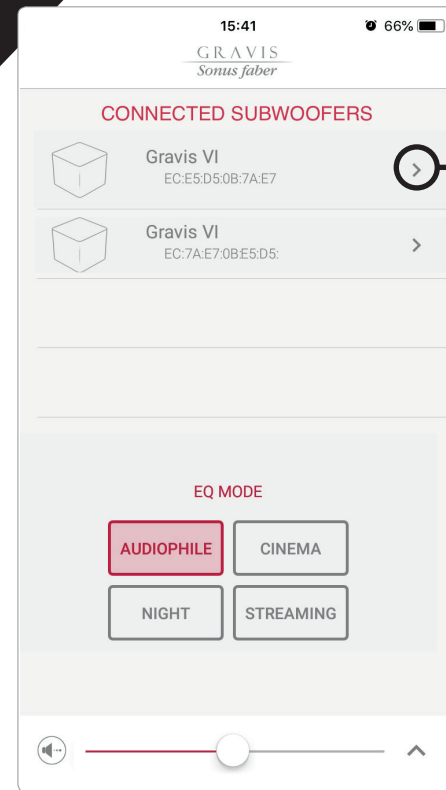 15:41
66%
GRAVIS
Sonus faber
CONNECTED SUBWOOFERS
Gravis VI
EC:E5:D5:0B:7A:E7
Gravis VI
EC:7A:E7:0B:E5:D5:
EQ MODE
AUDIOPHILE
CINEMA
NIGHT
STREAMING